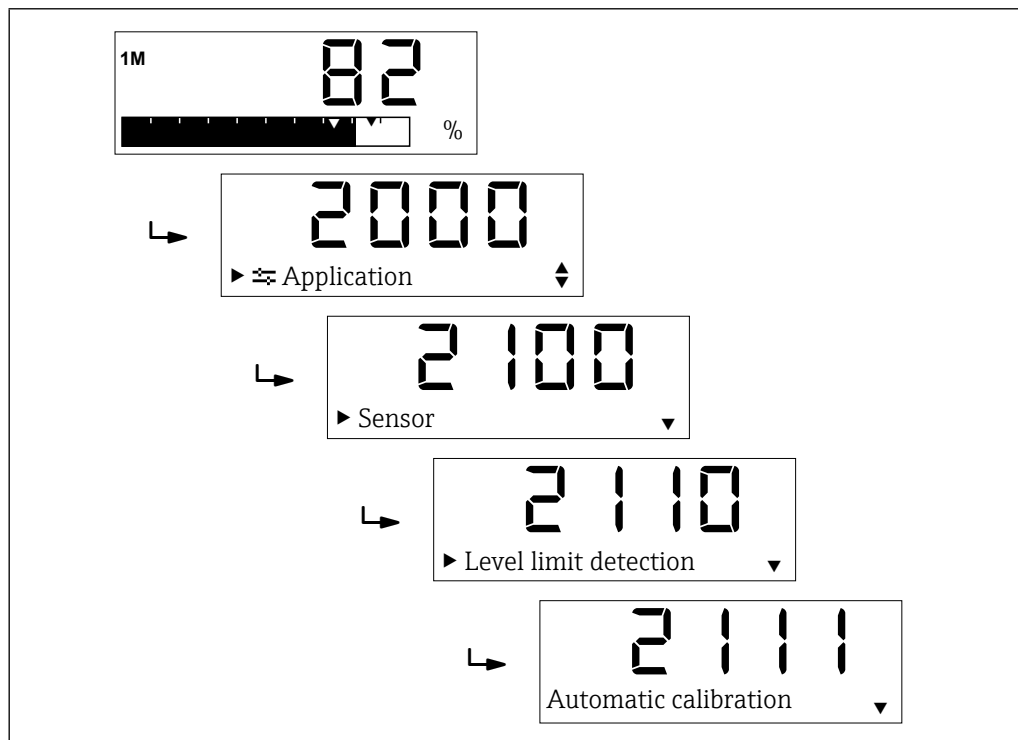 1M
82
%
2000
Application
2100
Sensor
2110
Level limit detection
2111
Automatic calibration